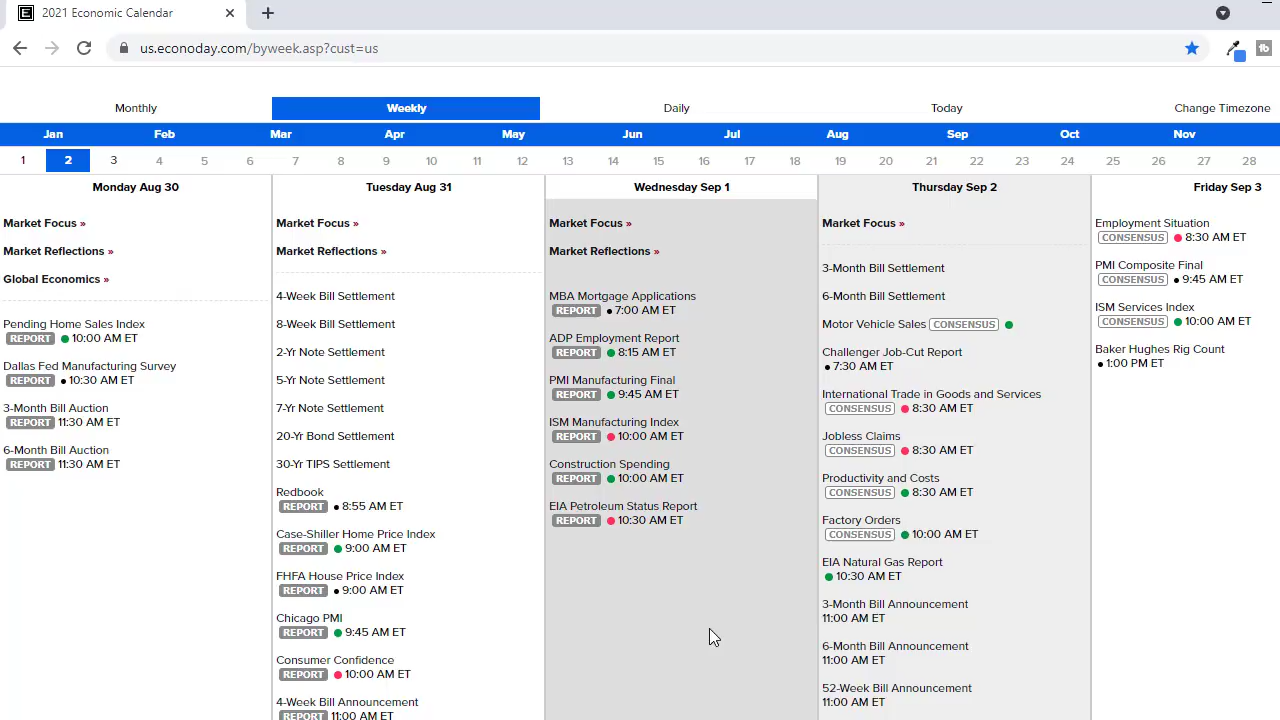 2021 Economic Calendar
us.econoday.com/byweek.asp?cust=us
Monthly Weekly Daily Today Change Timezone
Jan Feb Mar Apr May Jun Jul Aug Sep Oct Nov
1 2 3 4 5 6 7 8 9 10 11 12 13 14 15 16 17 18 19 20 21 22 23 24 25 26 27 28
Monday Aug 30
Market Focus »
Market Reflections »
Global Economics »
Pending Home Sales Index
REPORT 10:00 AM ET
Dallas Fed Manufacturing Survey
REPORT 10:30 AM ET
3-Month Bill Auction
REPORT 11:30 AM ET
6-Month Bill Auction
REPORT 11:30 AM ET
Tuesday Aug 31
Market Focus »
Market Reflections »
4-Week Bill Settlement
8-Week Bill Settlement
2-Yr Note Settlement
5-Yr Note Settlement
7-Yr Note Settlement
20-Yr Bond Settlement
30-Yr TIPS Settlement
Redbook
REPORT 8:55 AM ET
Case-Shiller Home Price Index
REPORT 9:00 AM ET
FHFA House Price Index
REPORT 9:00 AM ET
Chicago PMI
REPORT 9:45 AM ET
Consumer Confidence
REPORT 10:00 AM ET
4-Week Bill Announcement
REPORT 11:00 AM ET
Wednesday Sep 1
Market Focus »
Market Reflections »
MBA Mortgage Applications
REPORT 7:00 AM ET
ADP Employment Report
REPORT 8:15 AM ET
PMI Manufacturing Final
REPORT 9:45 AM ET
ISM Manufacturing Index
REPORT 10:00 AM ET
Construction Spending
REPORT 10:00 AM ET
EIA Petroleum Status Report
REPORT 10:30 AM ET
Thursday Sep 2
Market Focus »
3-Month Bill Settlement
6-Month Bill Settlement
Motor Vehicle Sales CONSENSUS
Challenger Job-Cut Report
7:30 AM ET
International Trade in Goods and Services
CONSENSUS 8:30 AM ET
Jobless Claims
CONSENSUS 8:30 AM ET
Productivity and Costs
CONSENSUS 8:30 AM ET
Factory Orders
CONSENSUS 10:00 AM ET
EIA Natural Gas Report
10:30 AM ET
3-Month Bill Announcement
11:00 AM ET
6-Month Bill Announcement
11:00 AM ET
52-Week Bill Announcement
11:00 AM ET
Friday Sep 3
Employment Situation
CONSENSUS 8:30 AM ET
PMI Composite Final
CONSENSUS 9:45 AM ET
ISM Services Index
CONSENSUS 10:00 AM ET
Baker Hughes Rig Count
1:00 PM ET